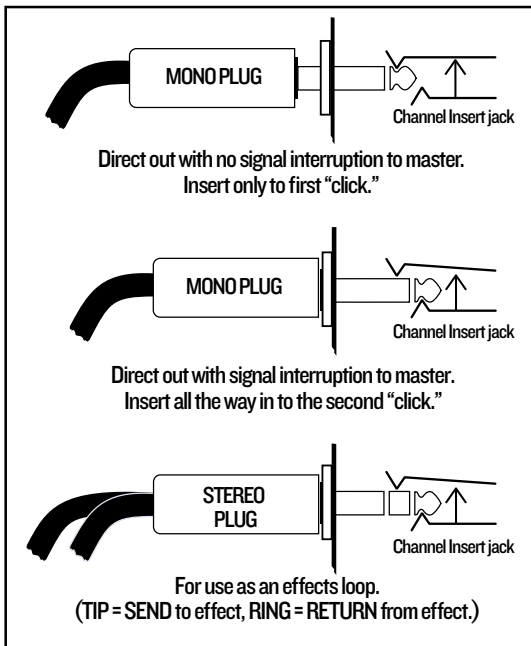 MONO PLUG
Channel Insert jack
Direct out with no signal interruption to master.
Insert only to first “click.”
MONO PLUG
Channel Insert jack
Direct out with signal interruption to master.
Insert all the way in to the second “click.”
STEREO
PLUG
Channel Insert jack
For use as an effects loop.
(TIP = SEND to effect, RING = RETURN from effect.)